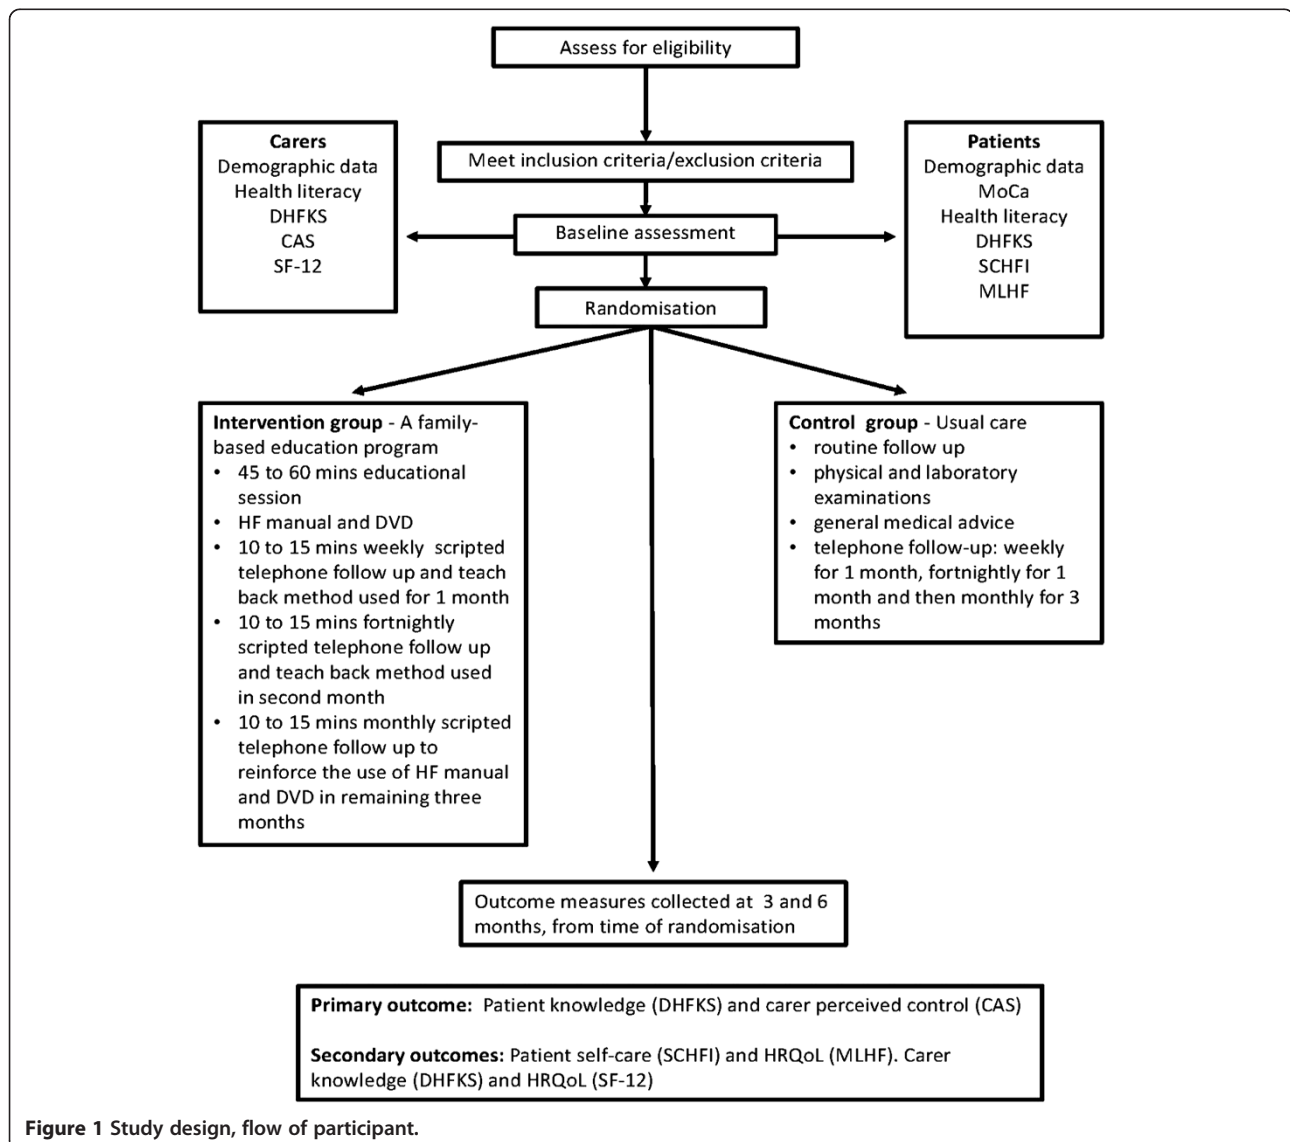 Assess for eligibility
Carers
Demographic data
Health literacy
DHFKS
CAS
SF-12
Meet inclusion criteria/exclusion criteria
Baseline assessment
Randomisation
Patients
Demographic data
MoCa
Health literacy
DHFKS
SCHFI
MLHF
Intervention group - A family-
based education program
• 45 to 60 mins educational
session
• HF manual and DVD
• 10 to 15 mins weekly scripted
telephone follow up and teach
back method used for 1 month
• 10 to 15 mins fortnightly
scripted telephone follow up
and teach back method used
in second month
• 10 to 15 mins monthly scripted
telephone follow up to
reinforce the use of HF manual
and DVD in remaining three
months
Control group - Usual care
• routine follow up
• physical and laboratory
examinations
• general medical advice
• telephone follow-up: weekly
for 1 month, fortnightly for 1
month and then monthly for 3
months
Outcome measures collected at 3 and 6
months, from time of randomisation
Primary outcome: Patient knowledge (DHFKS) and carer perceived control (CAS)
Secondary outcomes: Patient self-care (SCHFI) and HRQoL (MLHF). Carer
knowledge (DHFKS) and HRQoL (SF-12)
Figure 1 Study design, flow of participant.